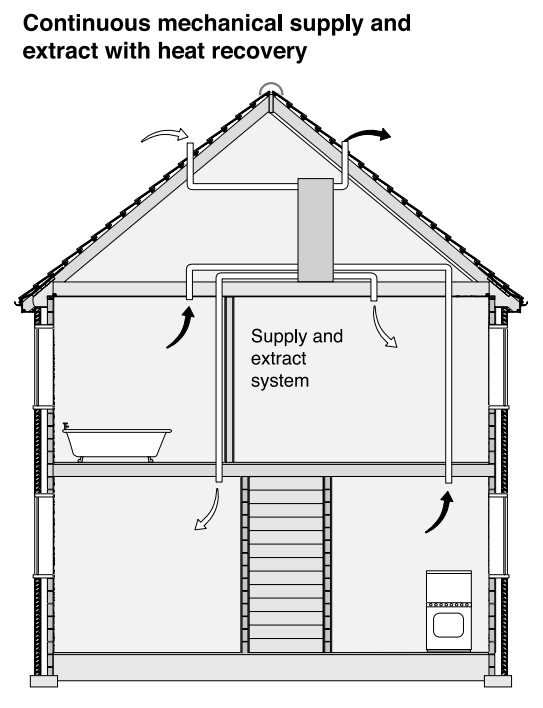 Continuous mechanical supply and
extract with heat recovery
Supply and
extract
system